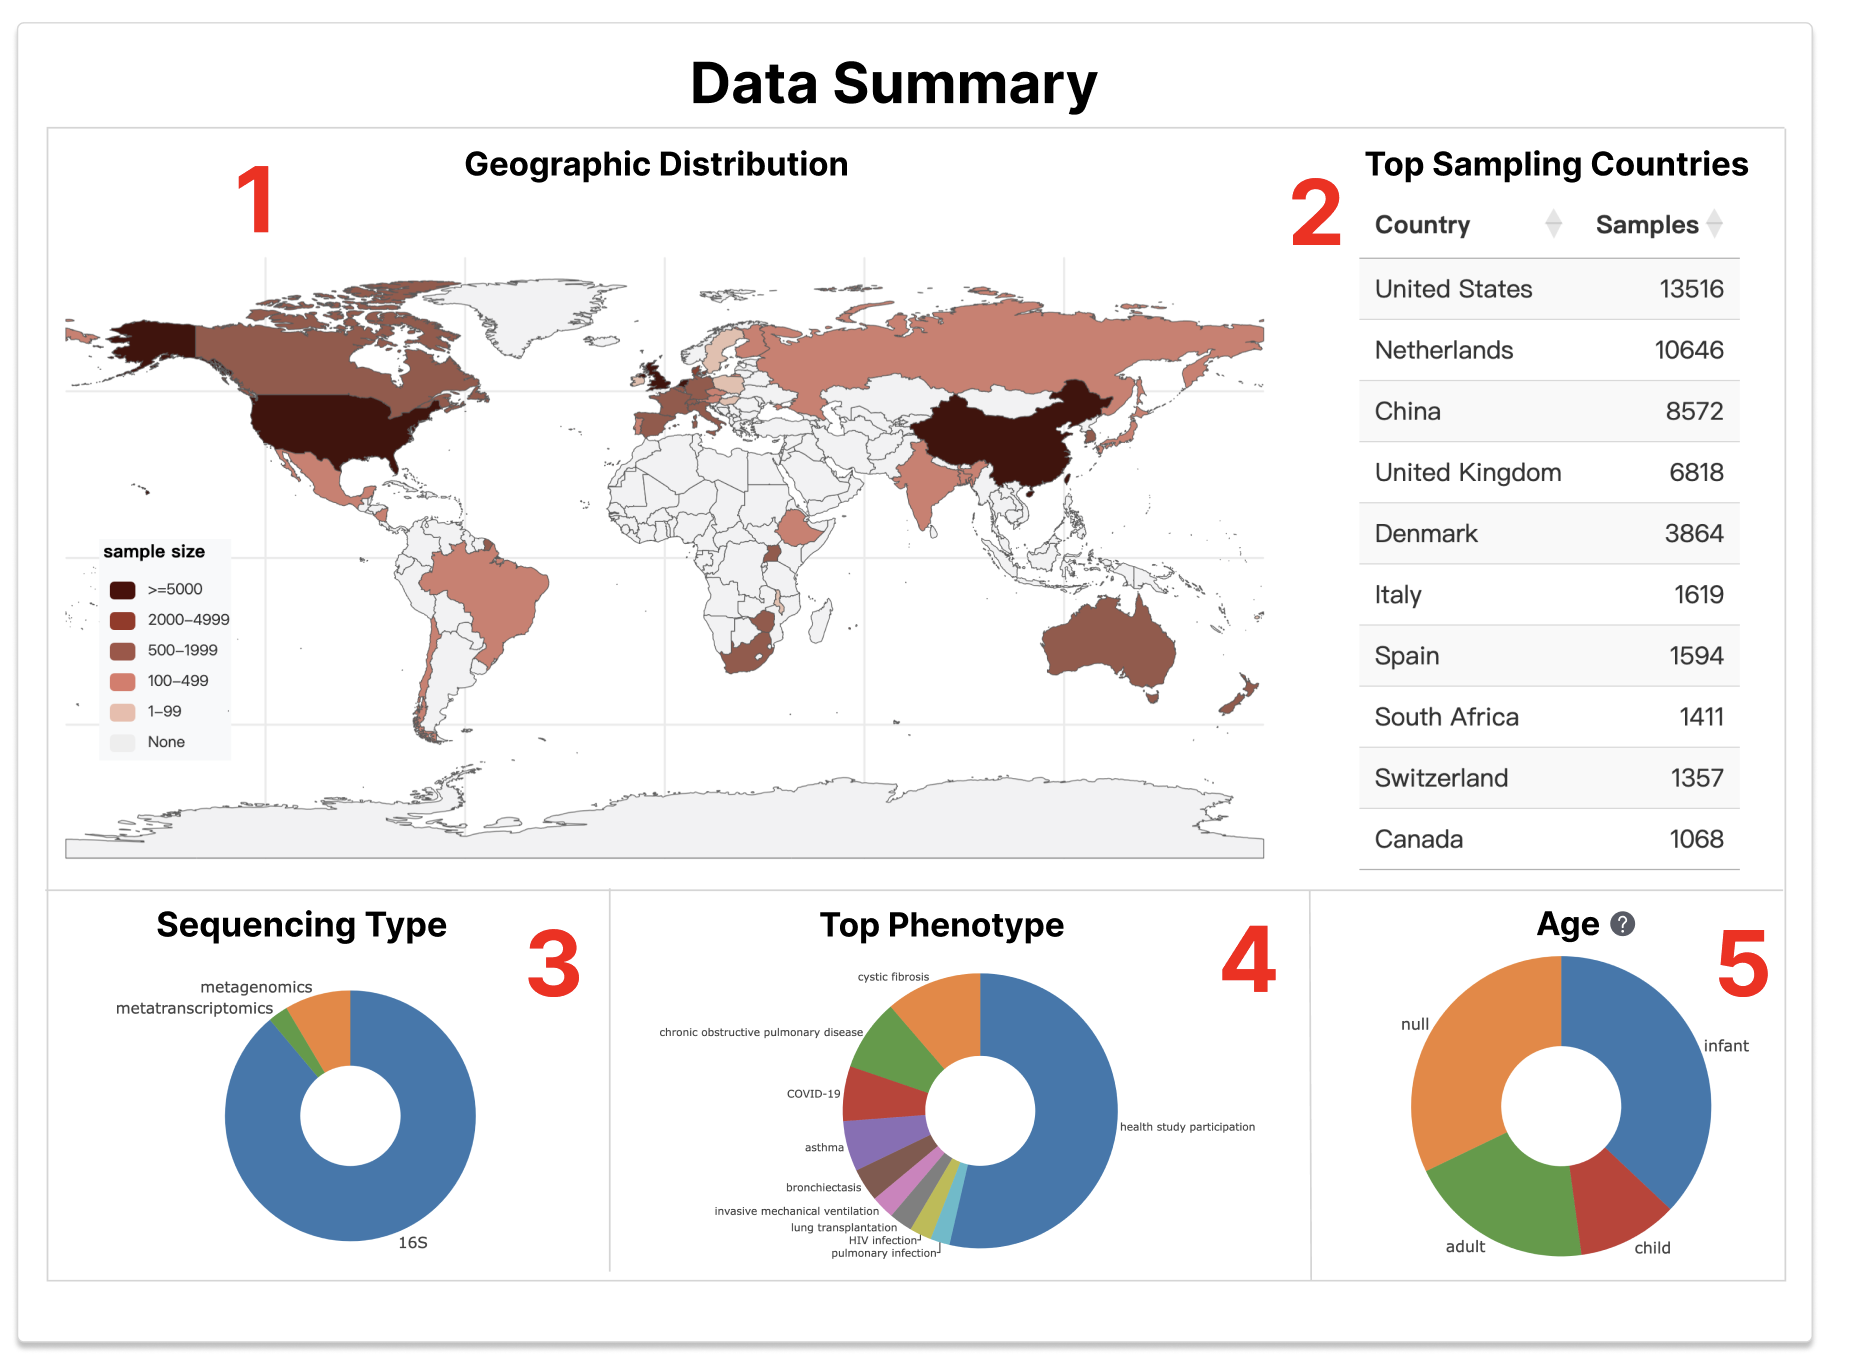 Data Summary
1
Geographic Distribution
sample size
>=5000
2000–4999
500–1999
100–499
1–99
None
2
Top Sampling Countries
Country Samples
United States 13516
Netherlands 10646
China 8572
United Kingdom 6818
Denmark 3864
Italy 1619
Spain 1594
South Africa 1411
Switzerland 1357
Canada 1068
Sequencing Type
3
metagenomics
metatranscriptomics
16S
Top Phenotype
4
cystic fibrosis
chronic obstructive pulmonary disease
COVID-19
asthma
bronchiectasis
invasive mechanical ventilation
lung transplantation
HIV infection
pulmonary infection
health study participation
Age ?
5
null
infant
adult
child